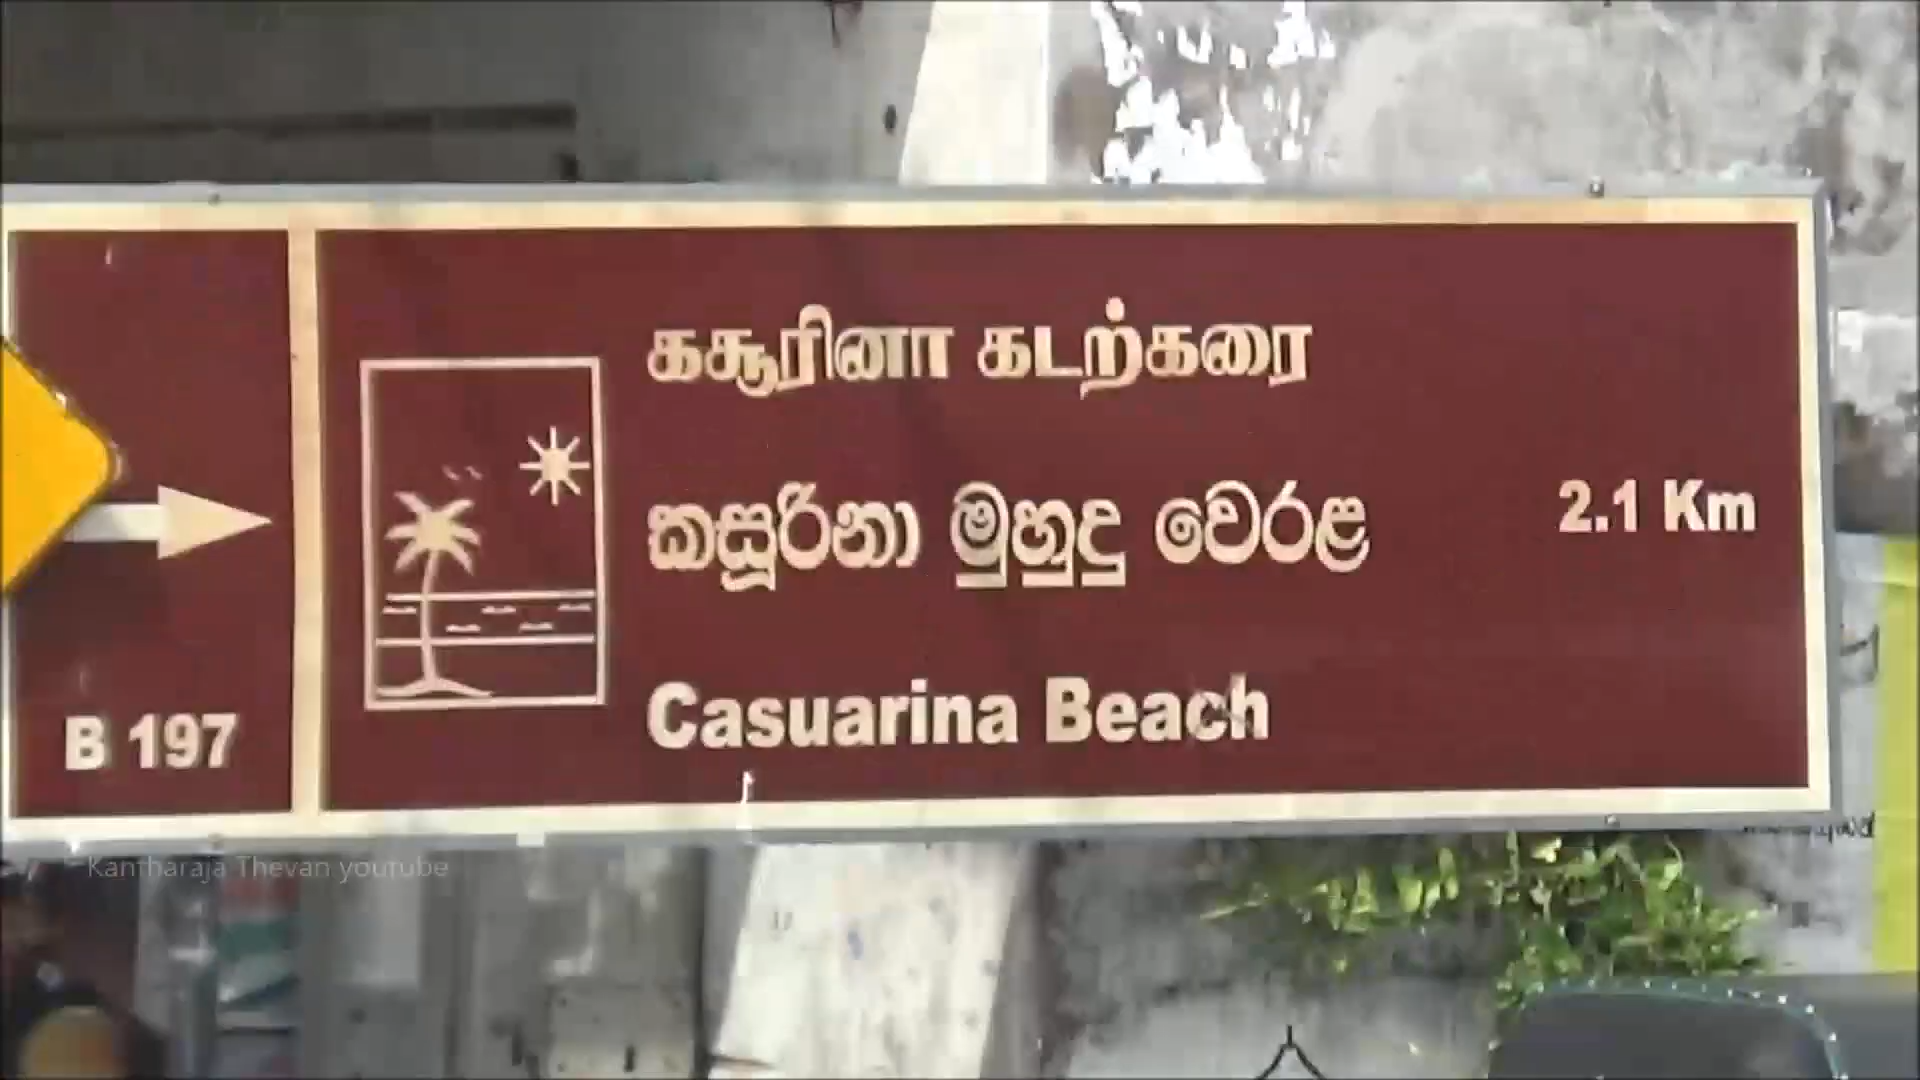 கசூரினா கடற்கரை
කසූරිනා මුහුදු වෙරළ
2.1 Km
Casuarina Beach
B 197
Kantharaja Thevan youtube